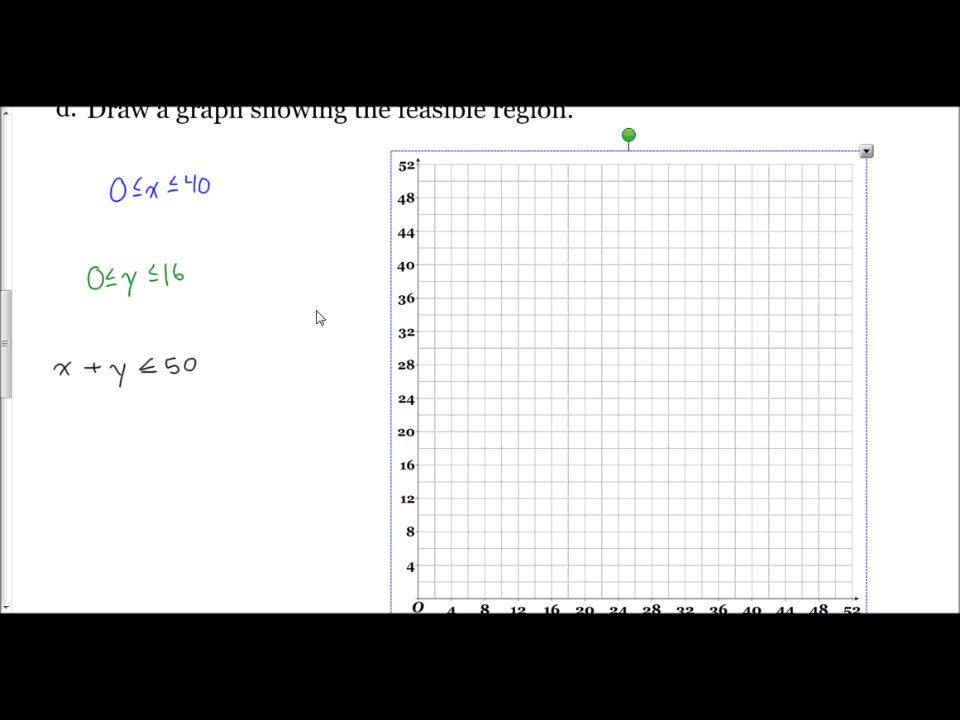 d. Draw a graph showing the feasible region.
0 ≤ x ≤ 40
0 ≤ y ≤ 16
x + y ≤ 50
52
48
44
40
36
32
28
24
20
16
12
8
4
O 4 8 12 16 20 24 28 32 36 40 44 48 52